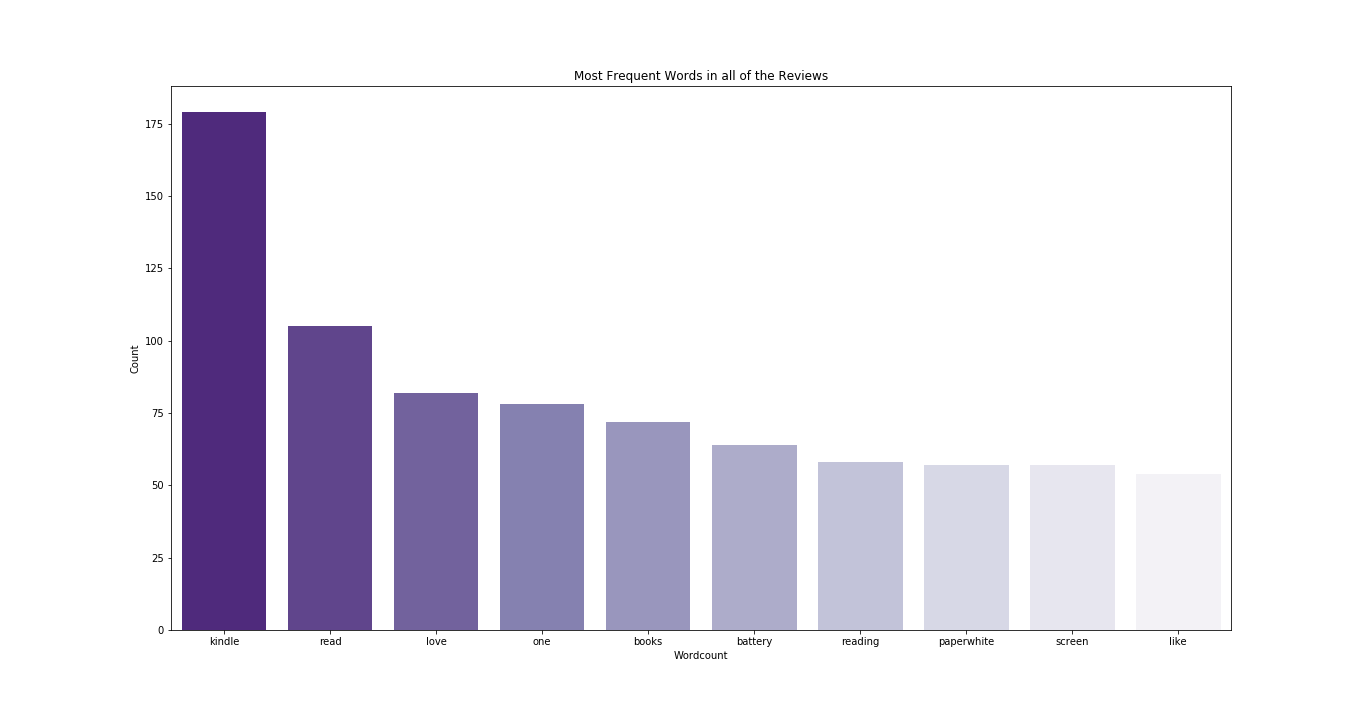 Most Frequent Words in all of the Reviews
175
150
125
100
75
50
25
0
Count
kindle read love one books battery reading paperwhite screen like
Wordcount